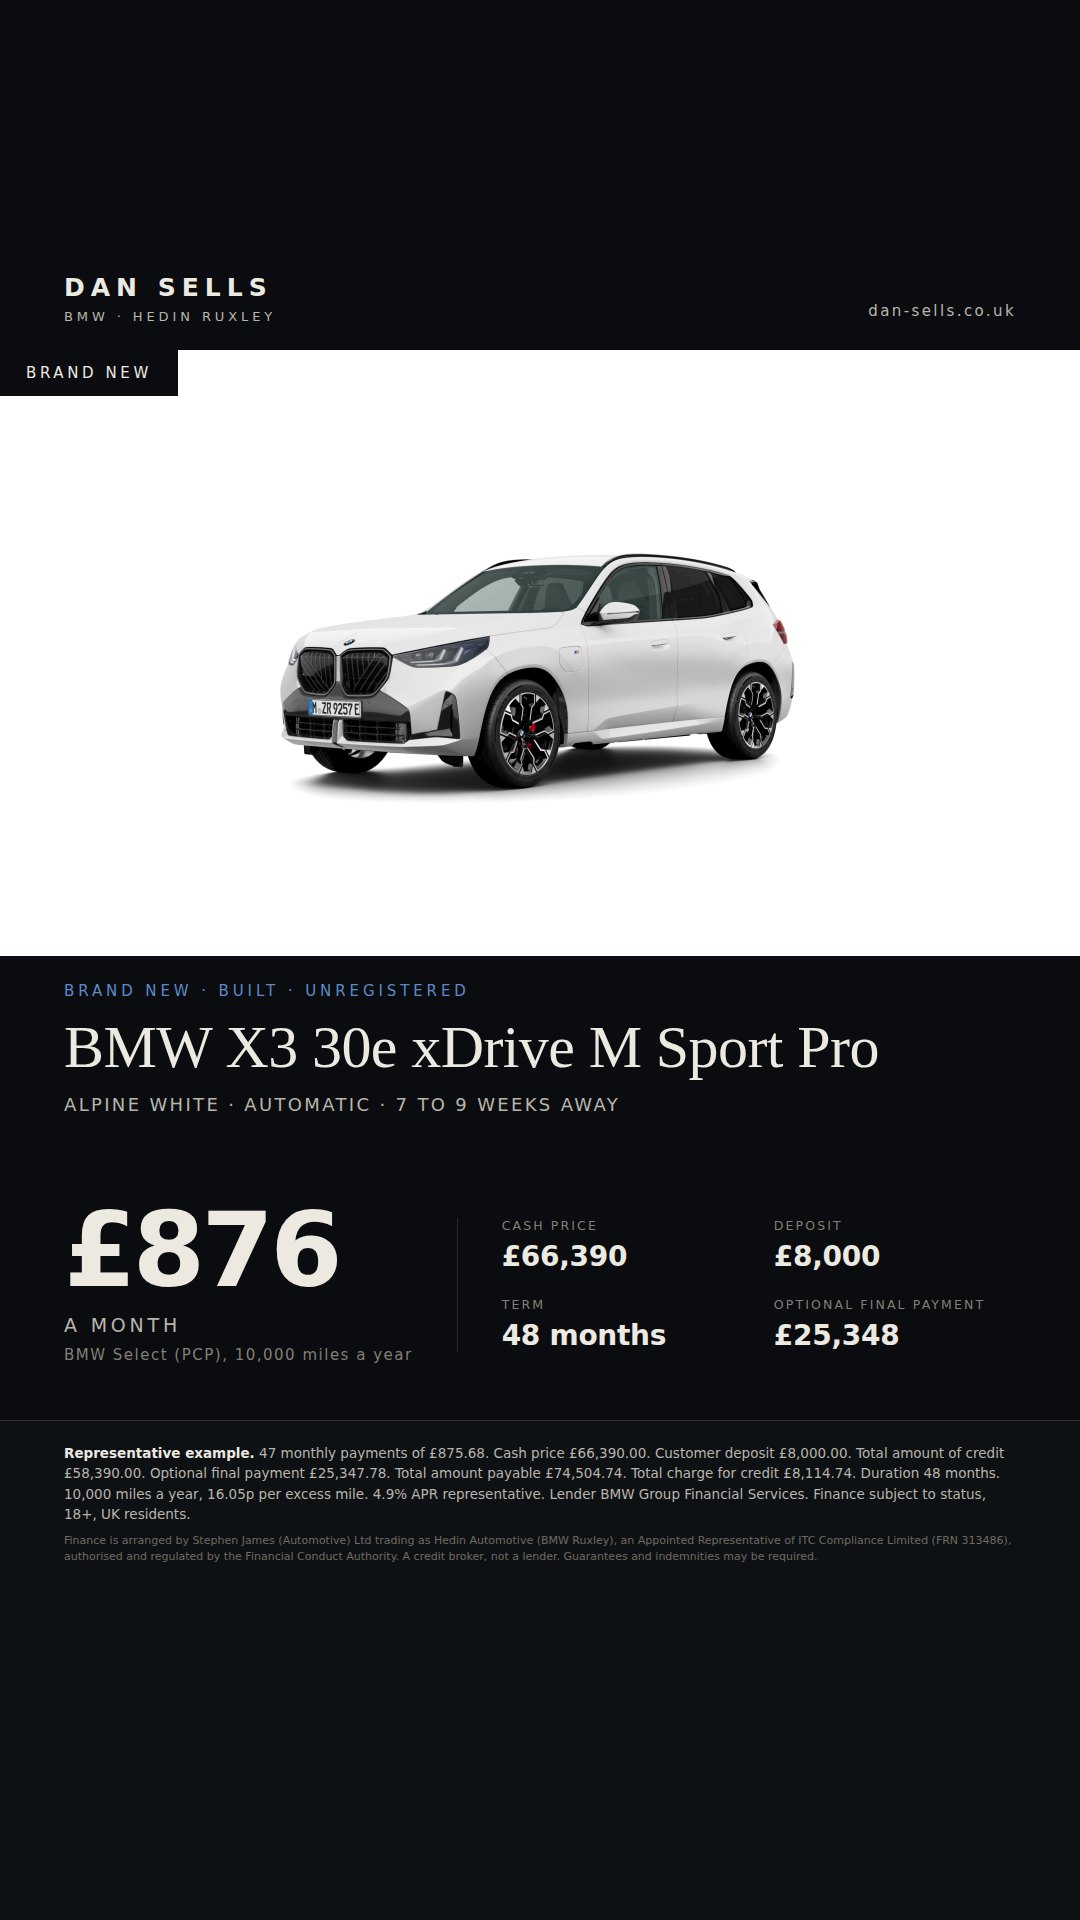 DAN SELLS
BMW · HEDIN RUXLEY
dan-sells.co.uk
BRAND NEW
M·ZR 9257E
BRAND NEW · BUILT · UNREGISTERED
BMW X3 30e xDrive M Sport Pro
ALPINE WHITE · AUTOMATIC · 7 TO 9 WEEKS AWAY
£876
A MONTH
BMW Select (PCP), 10,000 miles a year
CASH PRICE
£66,390
DEPOSIT
£8,000
TERM
48 months
OPTIONAL FINAL PAYMENT
£25,348
Representative example. 47 monthly payments of £875.68. Cash price £66,390.00. Customer deposit £8,000.00. Total amount of credit
£58,390.00. Optional final payment £25,347.78. Total amount payable £74,504.74. Total charge for credit £8,114.74. Duration 48 months.
10,000 miles a year, 16.05p per excess mile. 4.9% APR representative. Lender BMW Group Financial Services. Finance subject to status,
18+, UK residents.
Finance is arranged by Stephen James (Automotive) Ltd trading as Hedin Automotive (BMW Ruxley), an Appointed Representative of ITC Compliance Limited (FRN 313486),
authorised and regulated by the Financial Conduct Authority. A credit broker, not a lender. Guarantees and indemnities may be required.